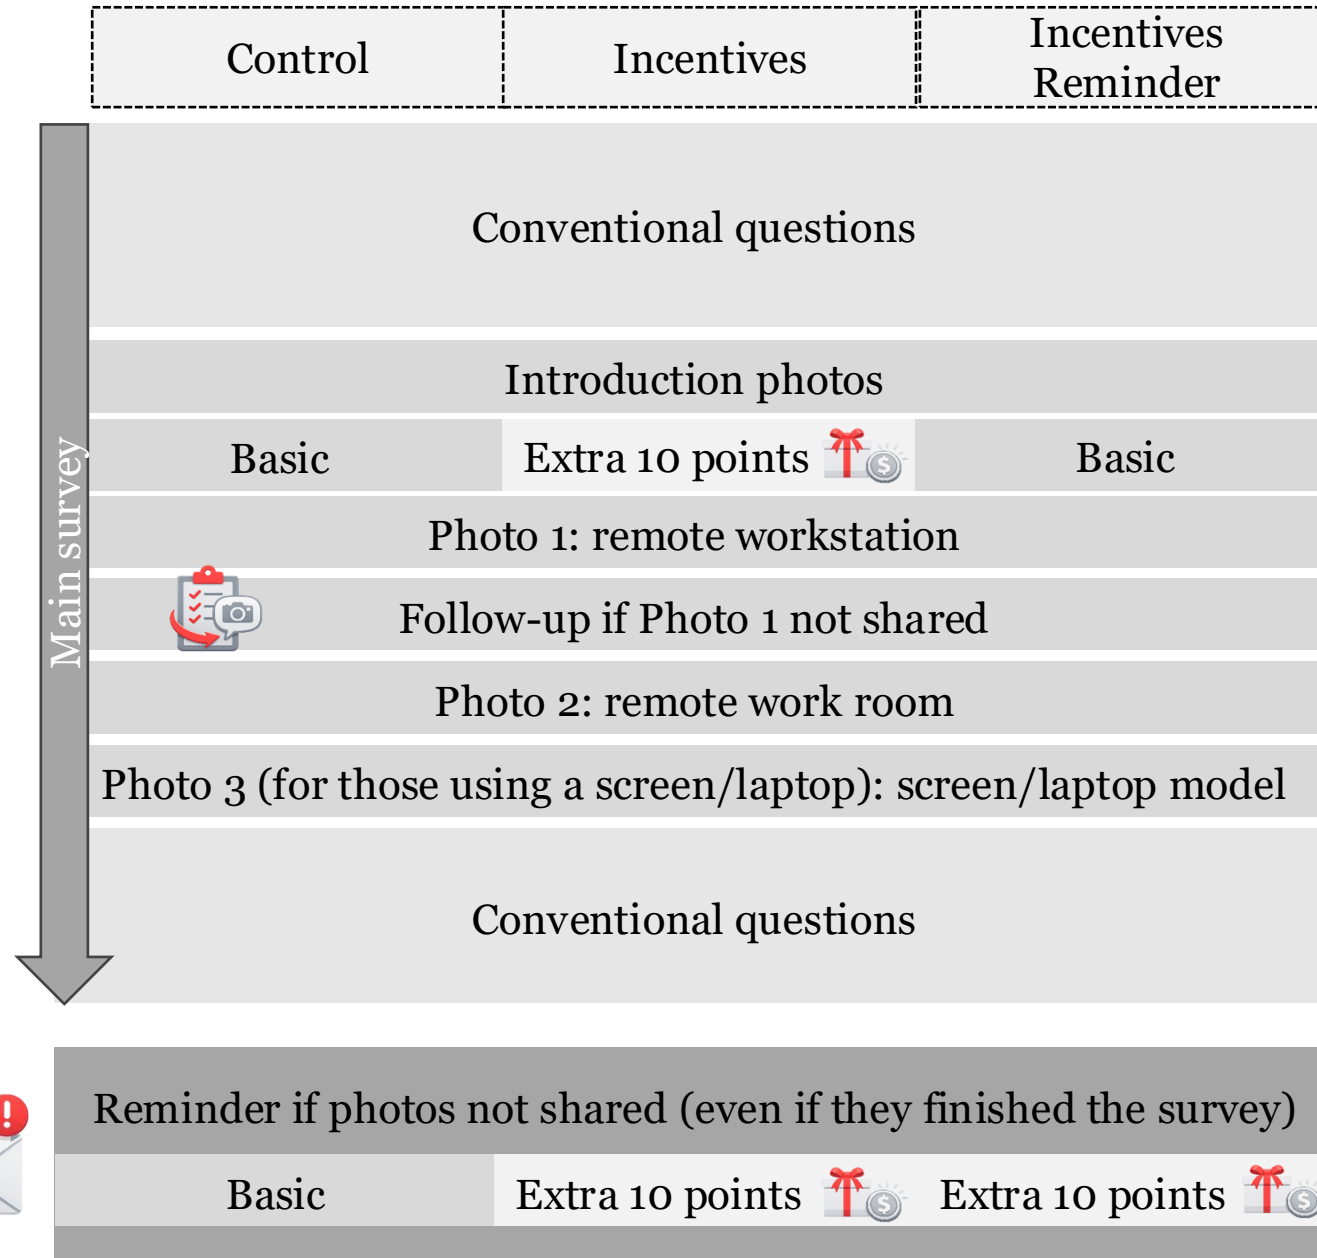 Control
Incentives
Incentives
Reminder
Main survey
Conventional questions
Introduction photos
Basic
Extra 10 points
Basic
Photo 1: remote workstation
Follow-up if Photo 1 not shared
Photo 2: remote work room
Photo 3 (for those using a screen/laptop): screen/laptop model
Conventional questions
Reminder if photos not shared (even if they finished the survey)
Basic
Extra 10 points
Extra 10 points